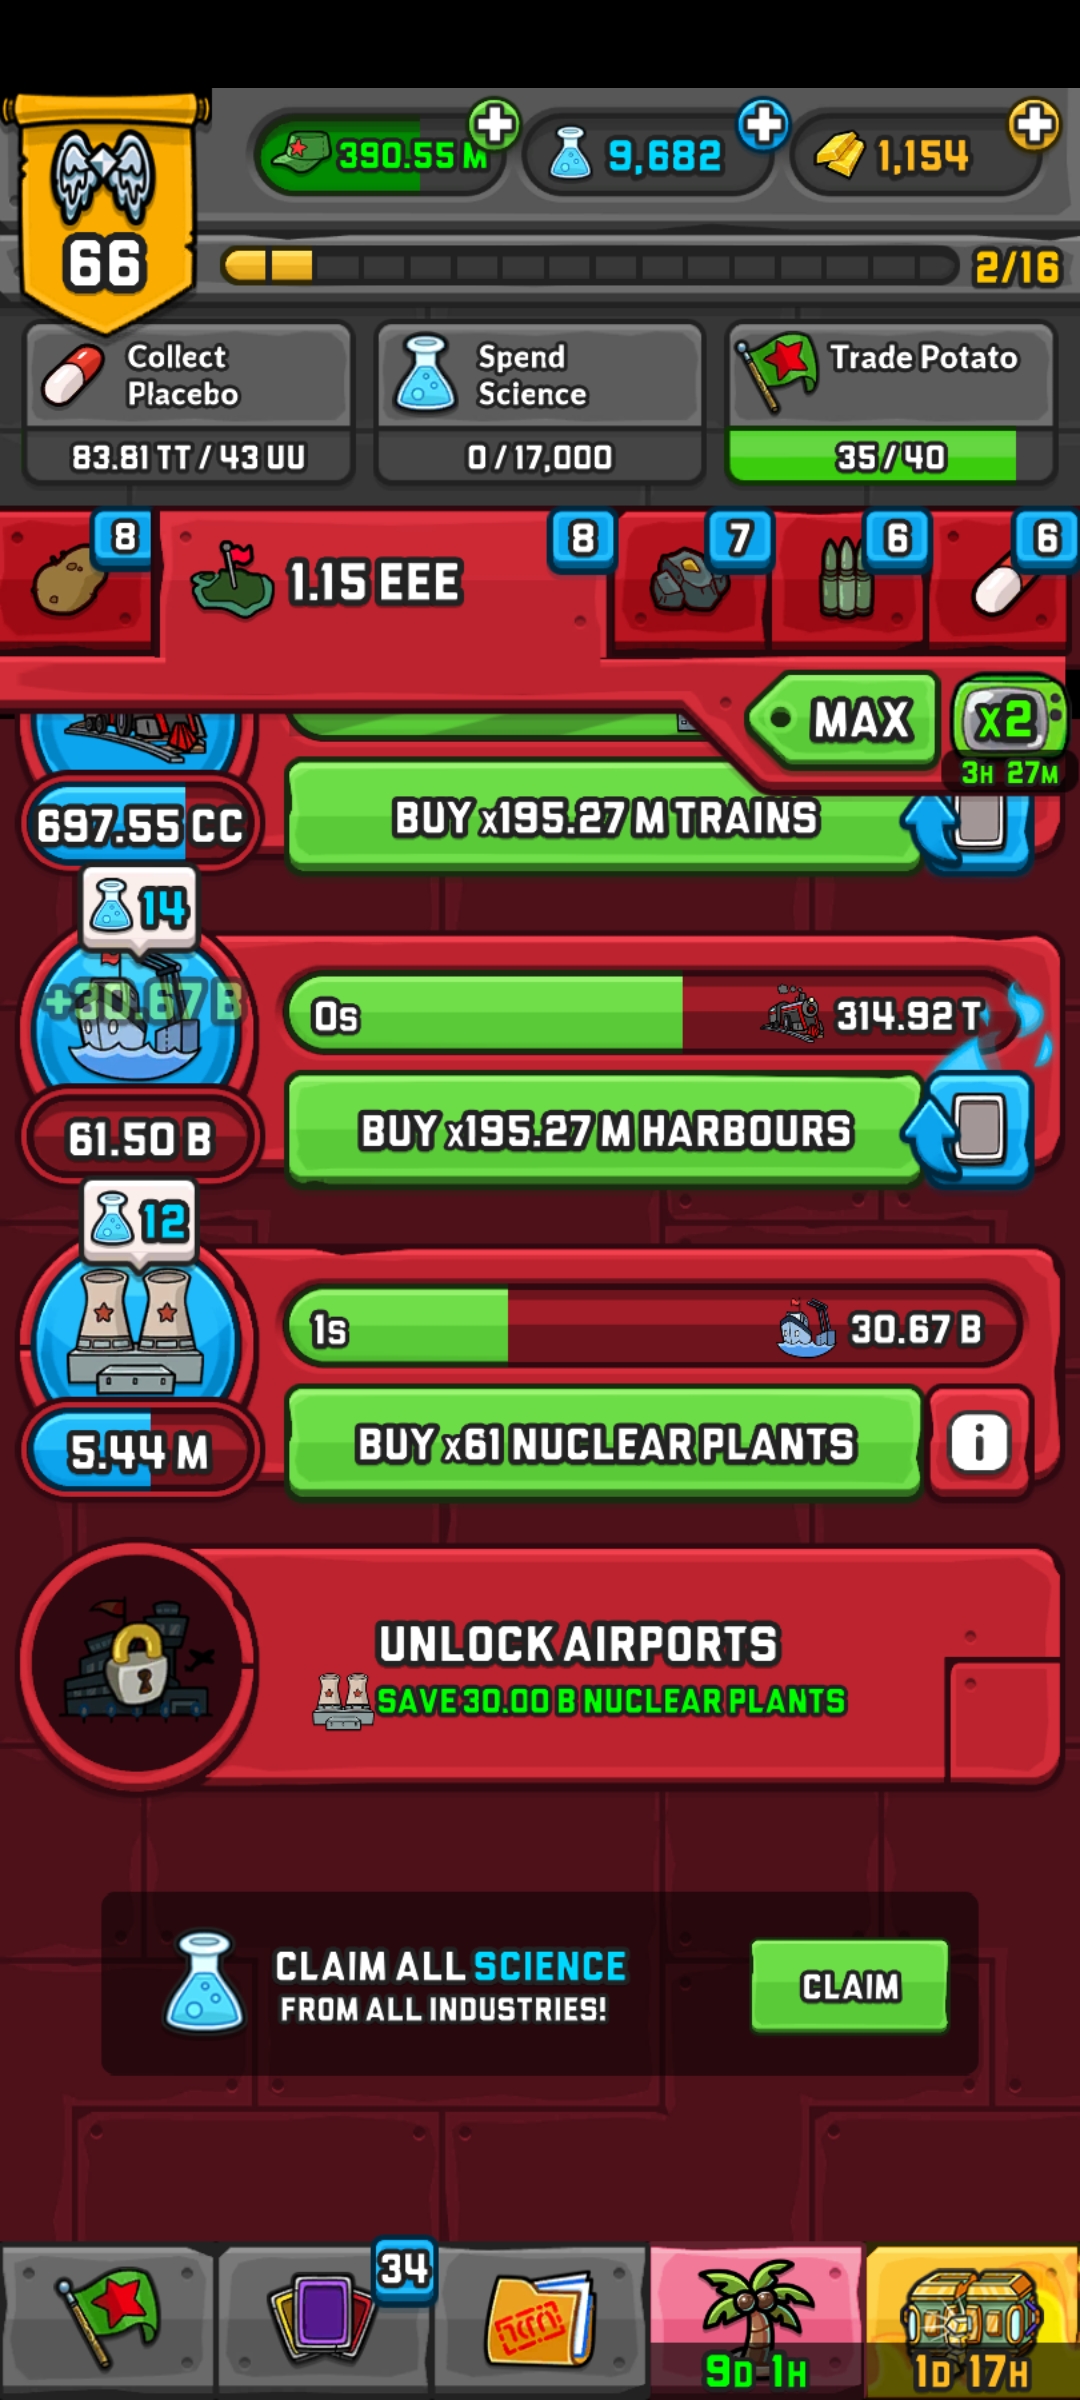 390.55 M
9,682
1,154
66
2/16
Collect
Placebo
83.81 TT / 43 UU
Spend
Science
0 / 17,000
Trade Potato
35 / 40
8
1.15 EEE
8
7
6
6
MAX
x2
3H 27M
697.55 CC
BUY x195.27 M TRAINS
14
+30.67 B
0s
314.92 T
61.50 B
BUY x195.27 M HARBOURS
12
1s
30.67 B
5.44 M
BUY x61 NUCLEAR PLANTS
i
UNLOCK AIRPORTS
SAVE 30.00 B NUCLEAR PLANTS
CLAIM ALL SCIENCE
FROM ALL INDUSTRIES!
CLAIM
34
9D 1H
1D 17H